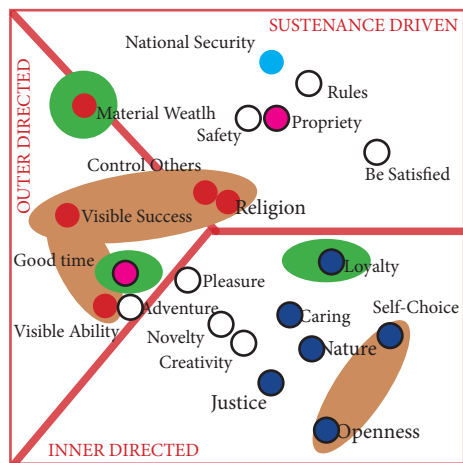 SUSTENANCE DRIVEN
National Security
Rules
Material Weatlh
Safety
Propriety
OUTER DIRECTED
Control Others
Be Satisfied
Visible Success
Religion
Good time
Loyalty
Pleasure
Adventure
Self-Choice
Visible Ability
Novelty
Caring
Creativity
Nature
Justice
Openness
INNER DIRECTED